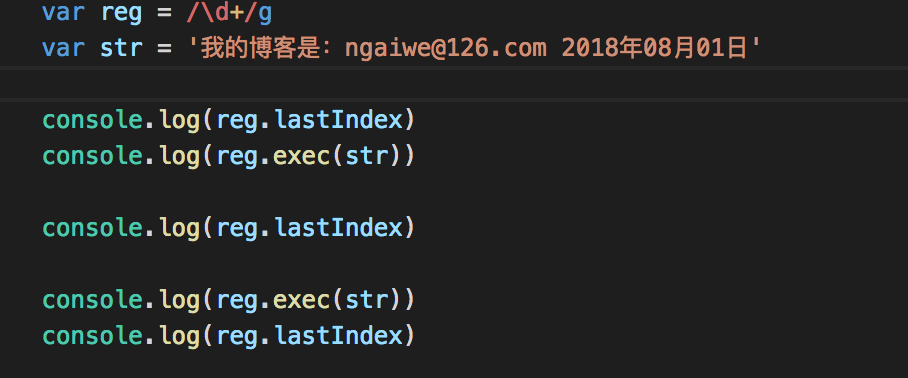 var reg = /\d+/g
var str = '我的博客是：ngaiwe@126.com 2018年08月01日'
console.log(reg.lastIndex)
console.log(reg.exec(str))
console.log(reg.lastIndex)
console.log(reg.exec(str))
console.log(reg.lastIndex)